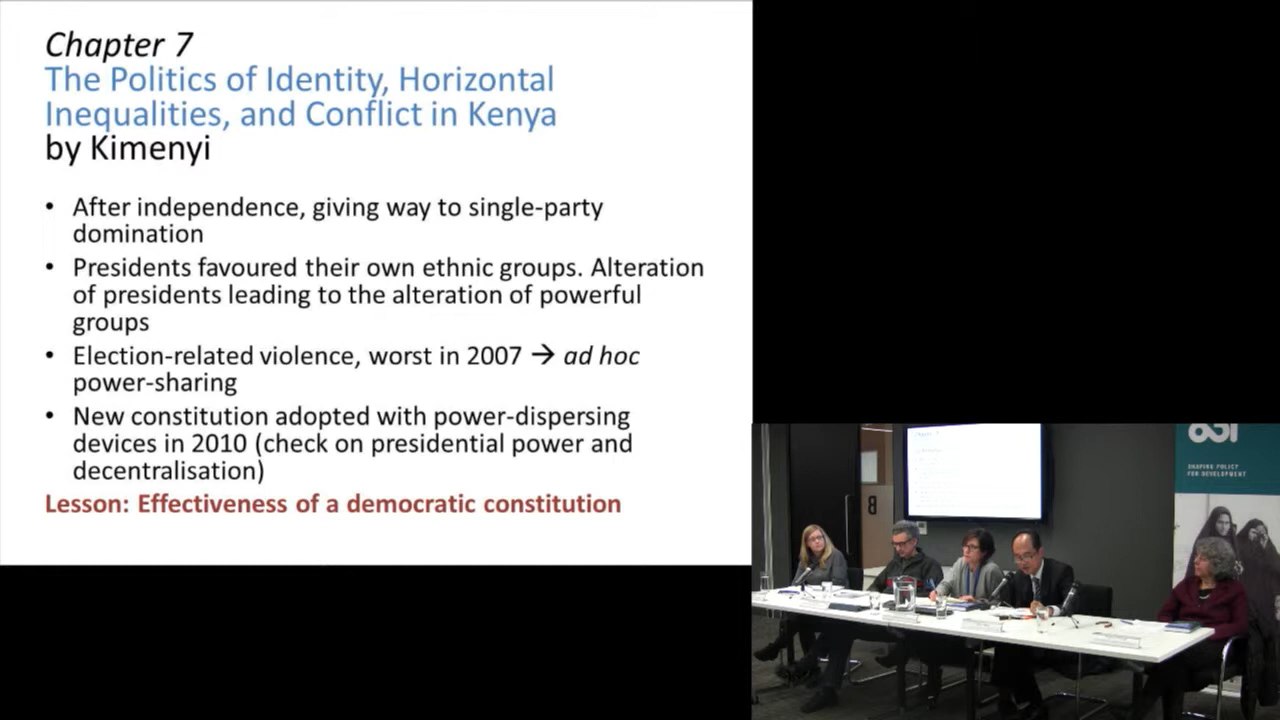 Chapter 7
The Politics of Identity, Horizontal
Inequalities, and Conflict in Kenya
by Kimenyi
• After independence, giving way to single-party
domination
• Presidents favoured their own ethnic groups. Alteration
of presidents leading to the alteration of powerful
groups
• Election-related violence, worst in 2007 → ad hoc
power-sharing
• New constitution adopted with power-dispersing
devices in 2010 (check on presidential power and
decentralisation)
Lesson: Effectiveness of a democratic constitution
SHAPING POLICY
FOR DEVELOPMENT